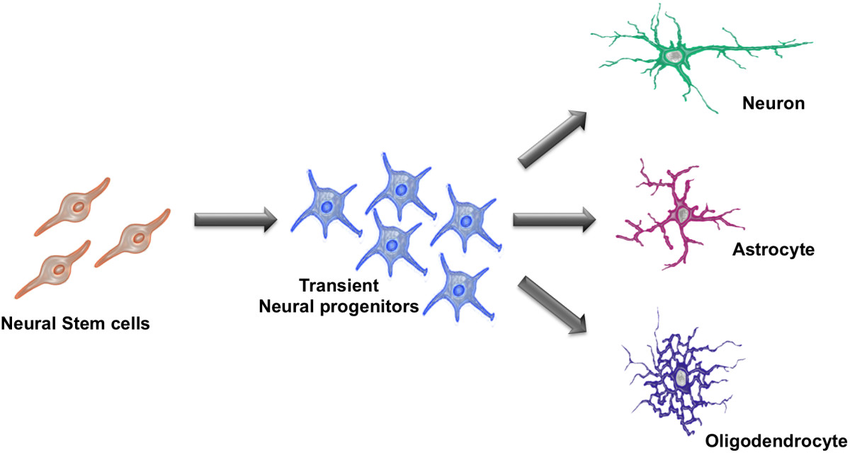 Neural Stem cells
Transient
Neural progenitors
Neuron
Astrocyte
Oligodendrocyte